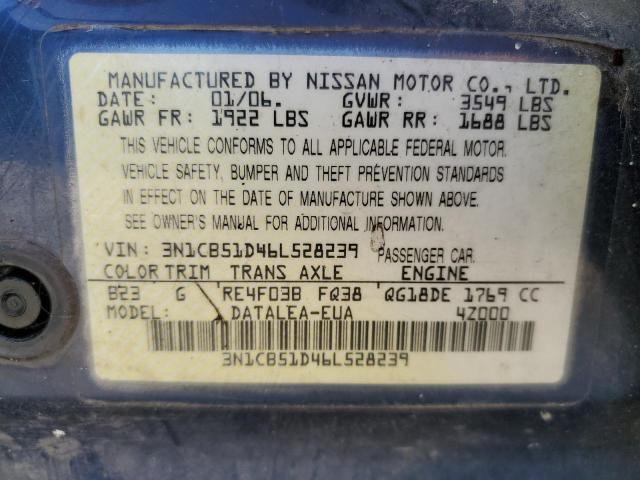 MANUFACTURED BY NISSAN MOTOR CO., LTD.
DATE: 01/06. GVWR: 3549 LBS
GAWR FR: 1922 LBS GAWR RR: 1688 LBS
THIS VEHICLE CONFORMS TO ALL APPLICABLE FEDERAL MOTOR.
VEHICLE SAFETY, BUMPER AND THEFT PREVENTION STANDARDS
IN EFFECT ON THE DATE OF MANUFACTURE SHOWN ABOVE.
SEE OWNER'S MANUAL FOR ADDITIONAL INFORMATION.
VIN: 3N1CB51D46L528239 PASSENGER CAR.
COLOR TRIM TRANS AXLE ENGINE
B23 G RE4F03B FQ38 QG18DE 1769 CC
MODEL: DATALEA-EUA 4Z000
3N1CB51D46L528239